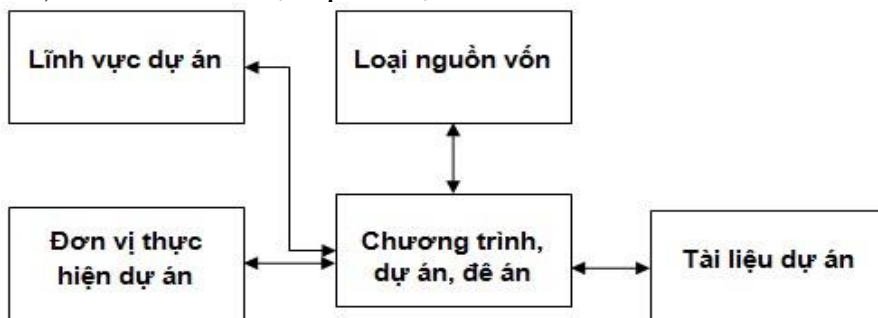 Lĩnh vực dự án
Loại nguồn vốn
Đơn vị thực
hiện dự án
Chương trình,
dự án, đê án
Tài liệu dự án